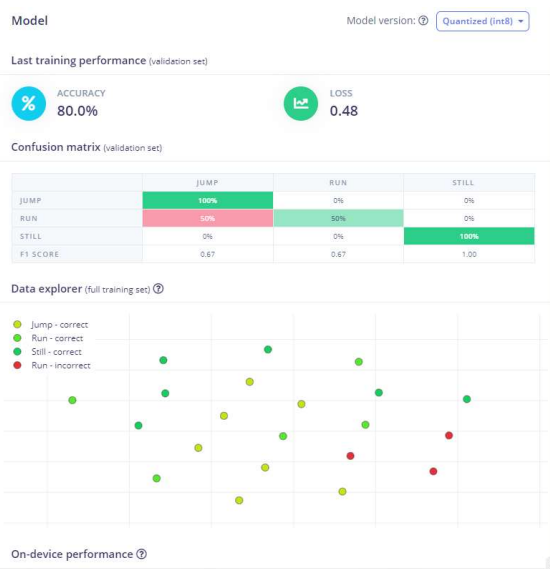 Model
Model version: Quantized (int8)
Last training performance (validation set)
%
ACCURACY
80.0%
LOSS
0.48
Confusion matrix (validation set)
JUMP RUN STILL
JUMP 100% 0% 0%
RUN 50% 50% 0%
STILL 0% 0% 100%
F1 SCORE 0.67 0.67 1.00
Data explorer (full training set) ?
Jump - correct
Run - correct
Still - correct
Run - incorrect
On-device performance ?